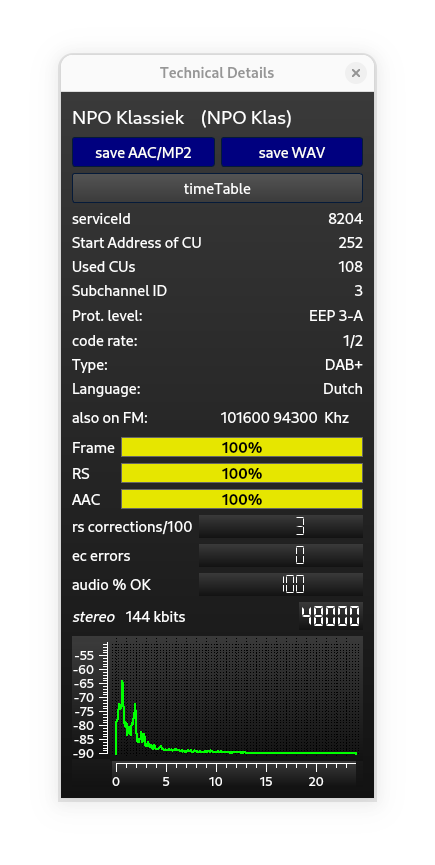 Technical Details
NPO Klassiek (NPO Klas)
save AAC/MP2 save WAV
timeTable
serviceId 8204
Start Address of CU 252
Used CUs 108
Subchannel ID 3
Prot. level: EEP 3-A
code rate: 1/2
Type: DAB+
Language: Dutch
also on FM: 101600 94300 Khz
Frame 100%
RS 100%
AAC 100%
rs corrections/100 3
ec errors 0
audio % OK 100
stereo 144 kbits 48000
-55
-60
-65
-70
-75
-80
-85
-90
0 5 10 15 20